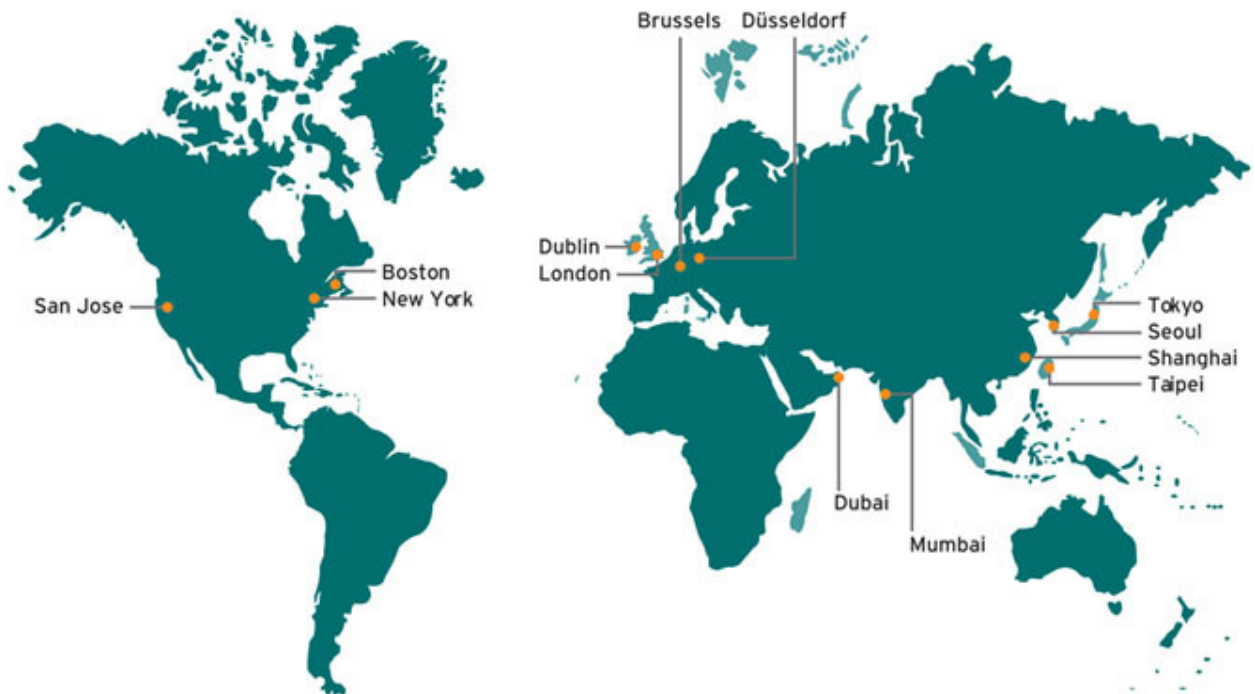 Brussels
Düsseldorf
Dublin
London
Boston
New York
San Jose
Tokyo
Seoul
Shanghai
Taipei
Dubai
Mumbai